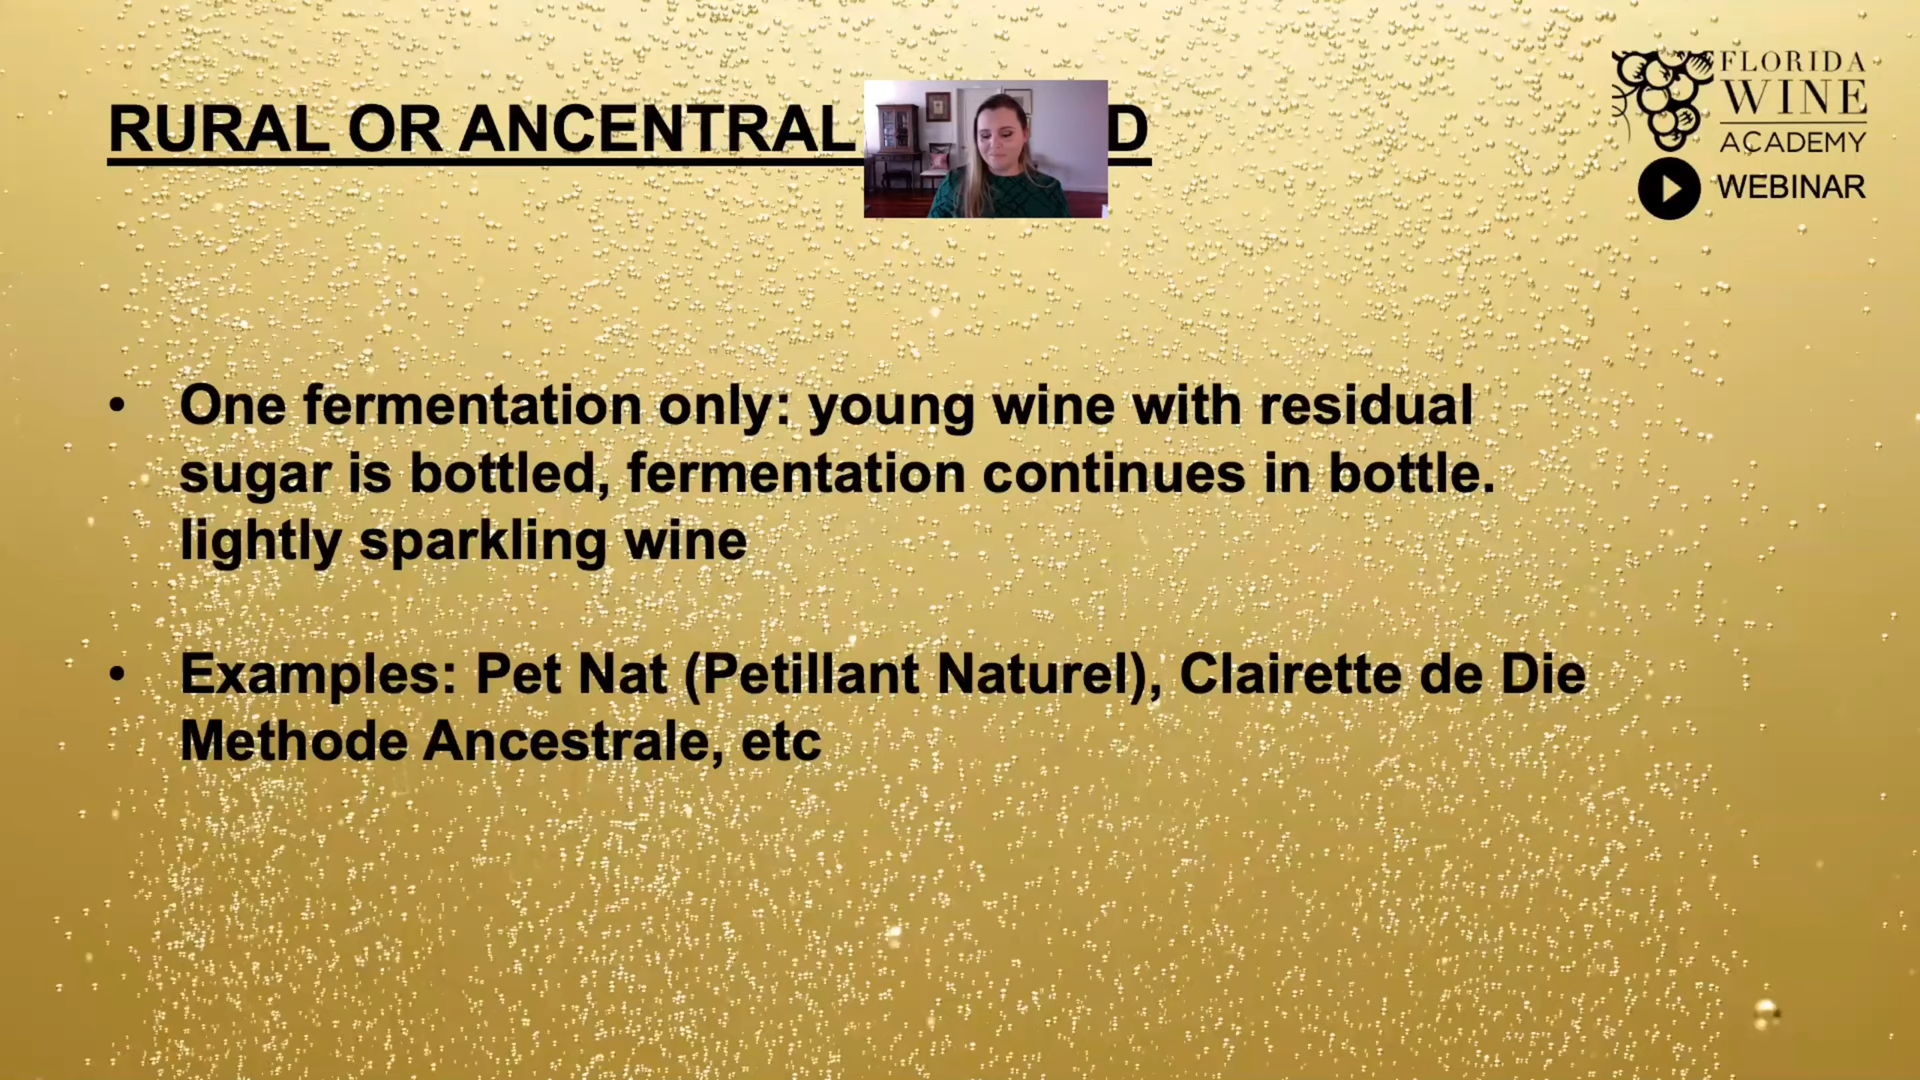 RURAL OR ANCENTRAL D
FLORIDA
WINE
ACADEMY
WEBINAR
• One fermentation only: young wine with residual
sugar is bottled, fermentation continues in bottle.
lightly sparkling wine
• Examples: Pet Nat (Petillant Naturel), Clairette de Die
Methode Ancestrale, etc